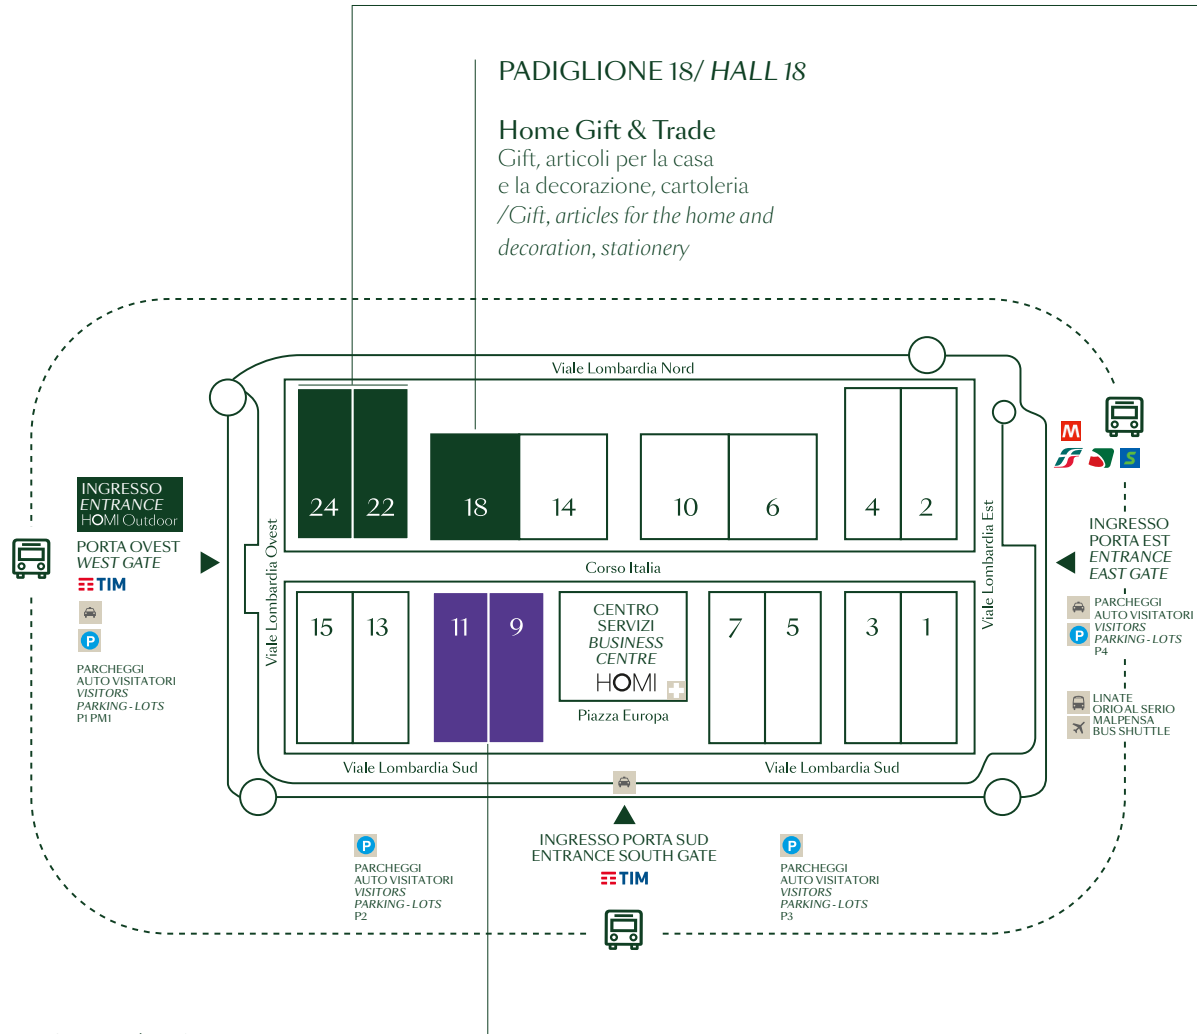 PADIGLIONE 18/ HALL 18
Home Gift & Trade
Gift, articoli per la casa
e la decorazione, cartoleria
/Gift, articles for the home and
decoration, stationery
Viale Lombardia Nord
M
S
24
22
18
14
10
6
4
2
INGRESSO
ENTRANCE
HOMI Outdoor
PORTA OVEST
WEST GATE
TIM
P
PARCHEGGI
AUTO VISITATORI
VISITORS
PARKING - LOTS
P1 PM1
Viale Lombardia Ovest
Corso Italia
Viale Lombardia Est
INGRESSO
PORTA EST
ENTRANCE
EAST GATE
PARCHEGGI
AUTO VISITATORI
P
VISITORS
PARKING - LOTS
P4
LINATE
ORIO AL SERIO
MALPENSA
BUS SHUTTLE
15
13
11
9
CENTRO
SERVIZI
BUSINESS
CENTRE
HOMI
Piazza Europa
7
5
3
1
Viale Lombardia Sud
Viale Lombardia Sud
P
PARCHEGGI
AUTO VISITATORI
VISITORS
PARKING - LOTS
P2
INGRESSO PORTA SUD
ENTRANCE SOUTH GATE
TIM
P
PARCHEGGI
AUTO VISITATORI
VISITORS
PARKING - LOTS
P3